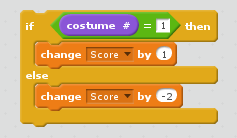 if costume # = 1 then
change Score by 1
else
change Score by -2